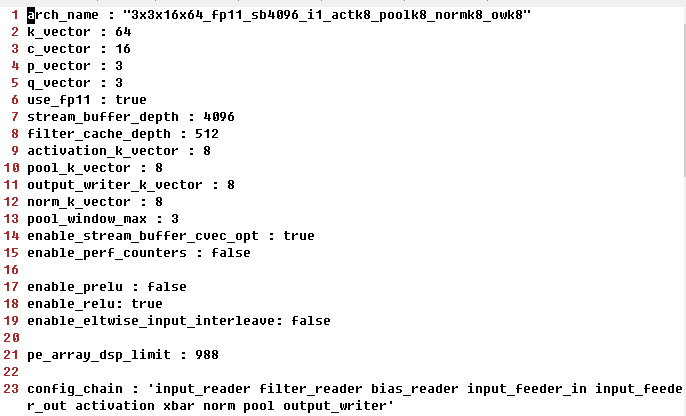 1 arch_name : "3x3x16x64_fp11_sb4096_i1_actk8_poolk8_normk8_owk8"
2 k_vector : 64
3 c_vector : 16
4 p_vector : 3
5 q_vector : 3
6 use_fp11 : true
7 stream_buffer_depth : 4096
8 filter_cache_depth : 512
9 activation_k_vector : 8
10 pool_k_vector : 8
11 output_writer_k_vector : 8
12 norm_k_vector : 8
13 pool_window_max : 3
14 enable_stream_buffer_cvec_opt : true
15 enable_perf_counters : false
16
17 enable_prelu : false
18 enable_relu: true
19 enable_eltwise_input_interleave: false
20
21 pe_array_dsp_limit : 988
22
23 config_chain : 'input_reader filter_reader bias_reader input_feeder_in input_feede
r_out activation xbar norm pool output_writer'